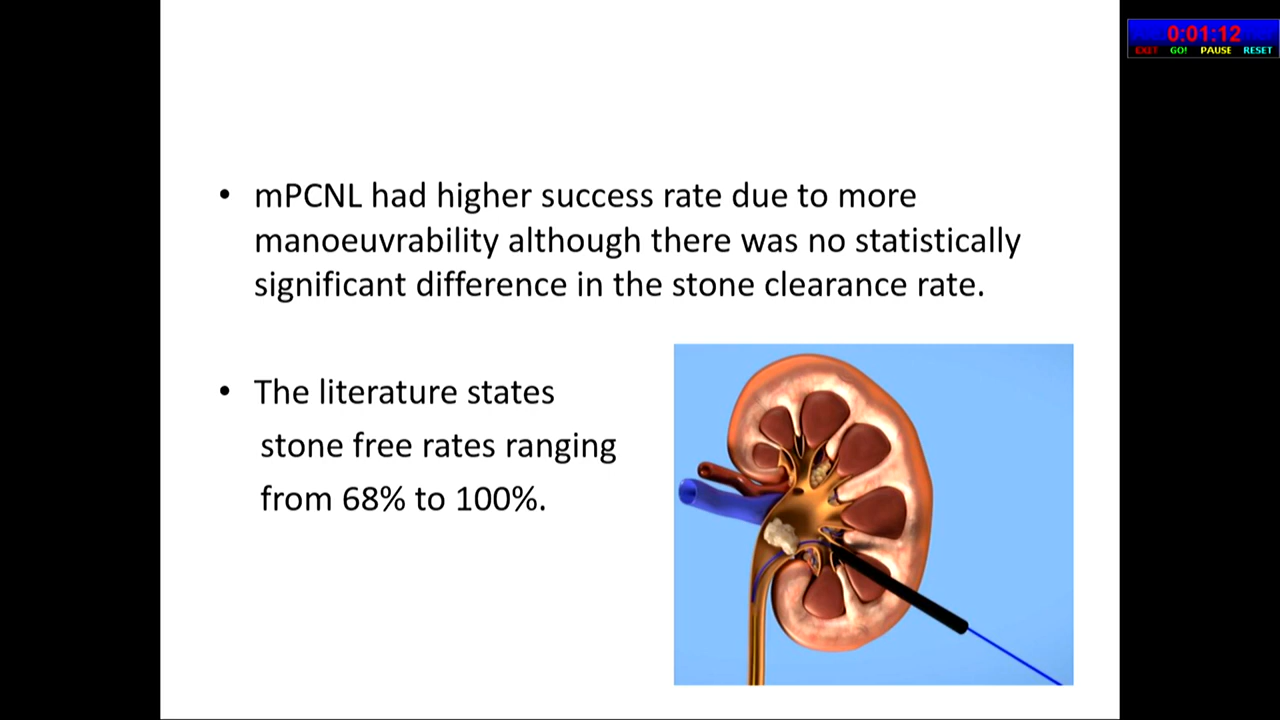 0:01:12
EXIT GO! PAUSE RESET
• mPCNL had higher success rate due to more
manoeuvrability although there was no statistically
significant difference in the stone clearance rate.
• The literature states
stone free rates ranging
from 68% to 100%.